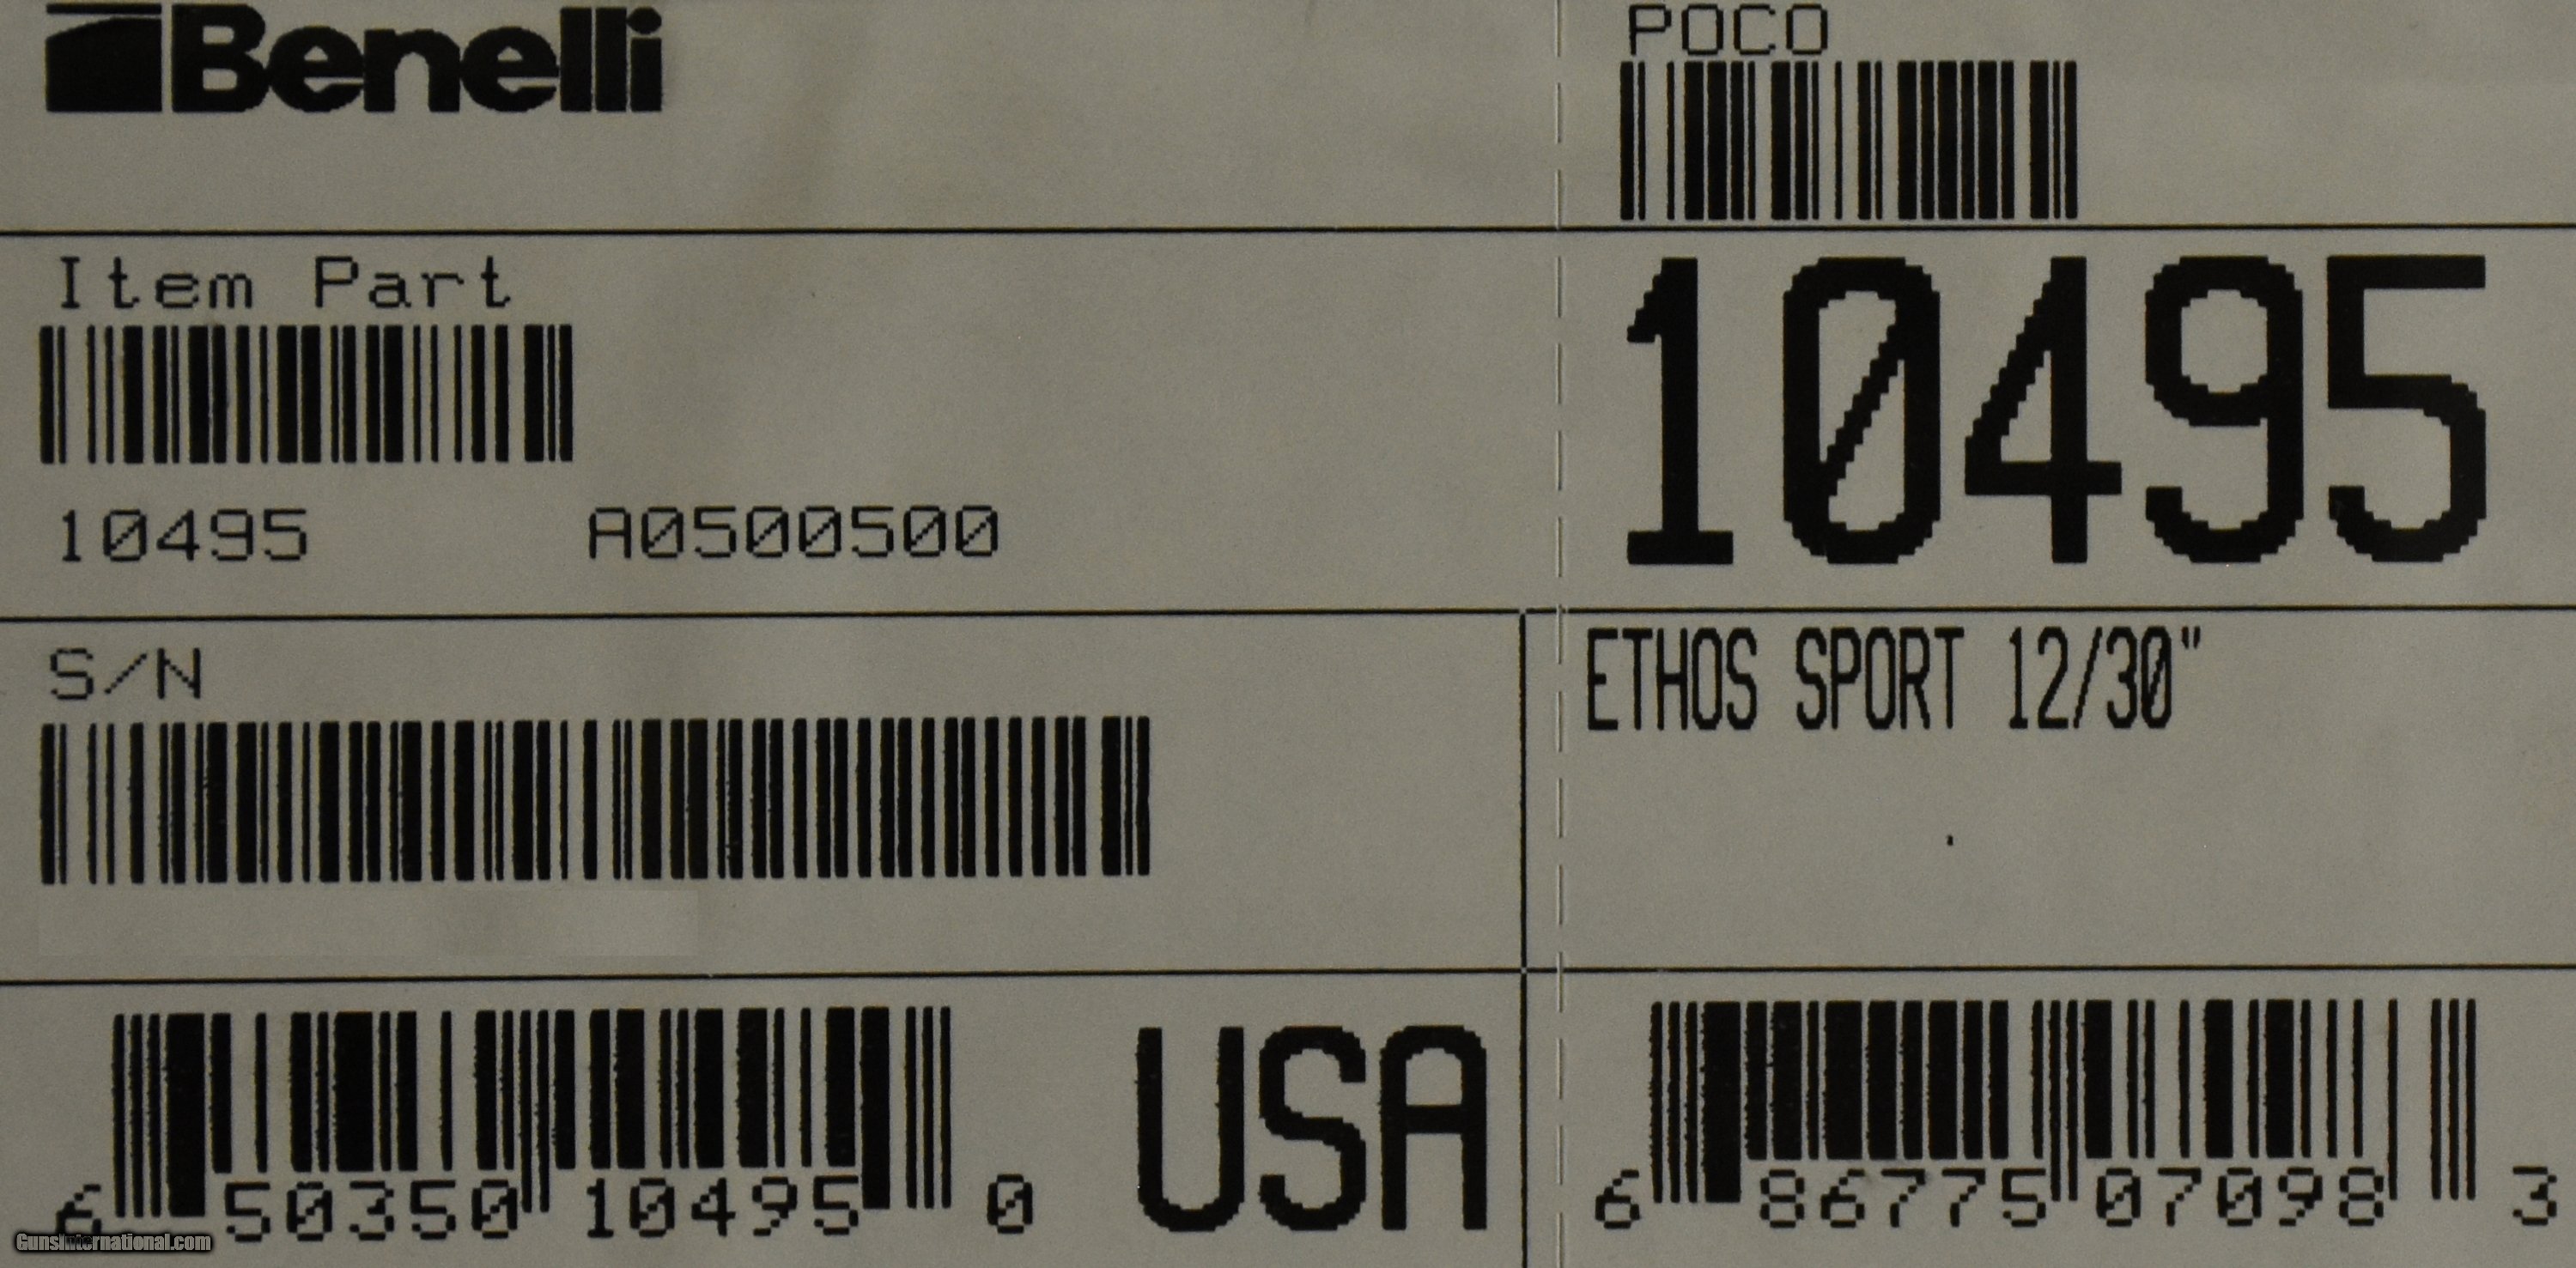 Benelli
POCO
Item Part
10495
10495 A0500500
S/N
ETHOS SPORT 12/30"
6 50350 10495 0
USA
6 86775 07098 3
GunsInternational.com